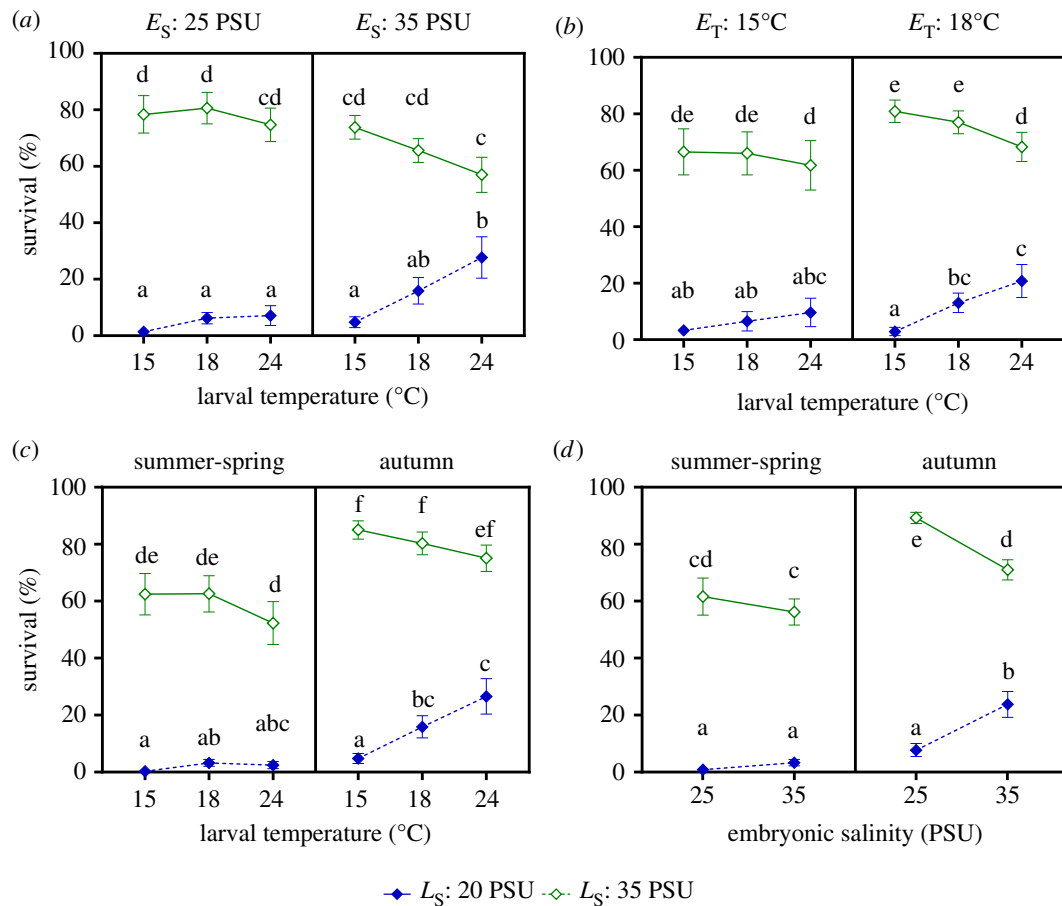 (a) E_S: 25 PSU E_S: 35 PSU
100
80
60
40
20
0
survival (%)
d d cd cd cd c
a a a a ab b
15 18 24 15 18 24
larval temperature (°C)
(b) E_T: 15°C E_T: 18°C
100
80
60
40
20
0
de de d e e d
ab ab abc a bc c
15 18 24 15 18 24
larval temperature (°C)
(c) summer-spring autumn
100
80
60
40
20
0
survival (%)
de de d f f ef
a ab abc a bc c
15 18 24 15 18 24
larval temperature (°C)
(d) summer-spring autumn
100
80
60
40
20
0
cd c e d
a a a b
25 35 25 35
embryonic salinity (PSU)
L_S: 20 PSU L_S: 35 PSU